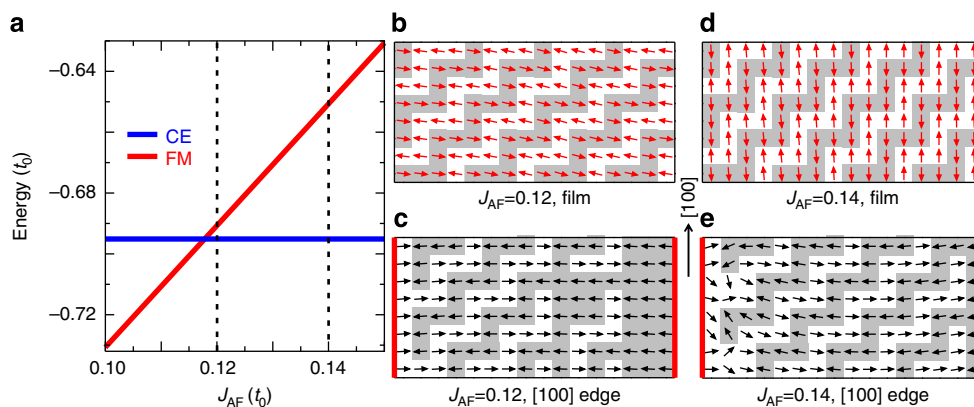 a
Energy (t0)
−0.64
−0.68
−0.72
CE
FM
0.10
0.12
0.14
JAF (t0)
b
JAF=0.12, film
c
JAF=0.12, [100] edge
[100]
d
JAF=0.14, film
e
JAF=0.14, [100] edge